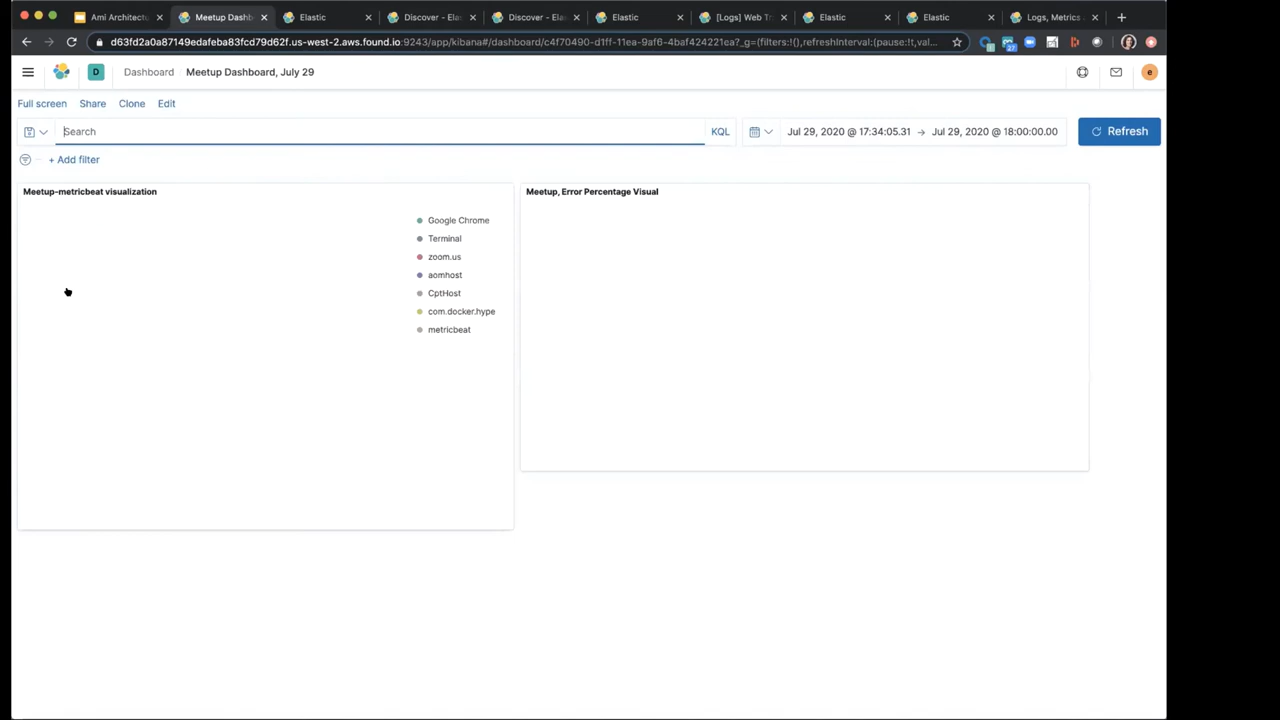 Ami Architectu
Meetup Dashb
Elastic
Discover - Ela
Discover - Ela
Elastic
[Logs] Web Tr
Elastic
Elastic
Logs, Metrics
d63fd2a0a87149edafeba83fcd79d62f.us-west-2.aws.found.io:9243/app/kibana#/dashboard/c4f70490-d1ff-11ea-9af6-4baf424221ea?_g=(filters:!(),refreshInterval:(pause:!t,val...
27
D
Dashboard
Meetup Dashboard, July 29
e
Full screen
Share
Clone
Edit
Search
KQL
Jul 29, 2020 @ 17:34:05.31 → Jul 29, 2020 @ 18:00:00.00
Refresh
+ Add filter
Meetup-metricbeat visualization
Google Chrome
Terminal
zoom.us
aomhost
CptHost
com.docker.hype
metricbeat
Meetup, Error Percentage Visual